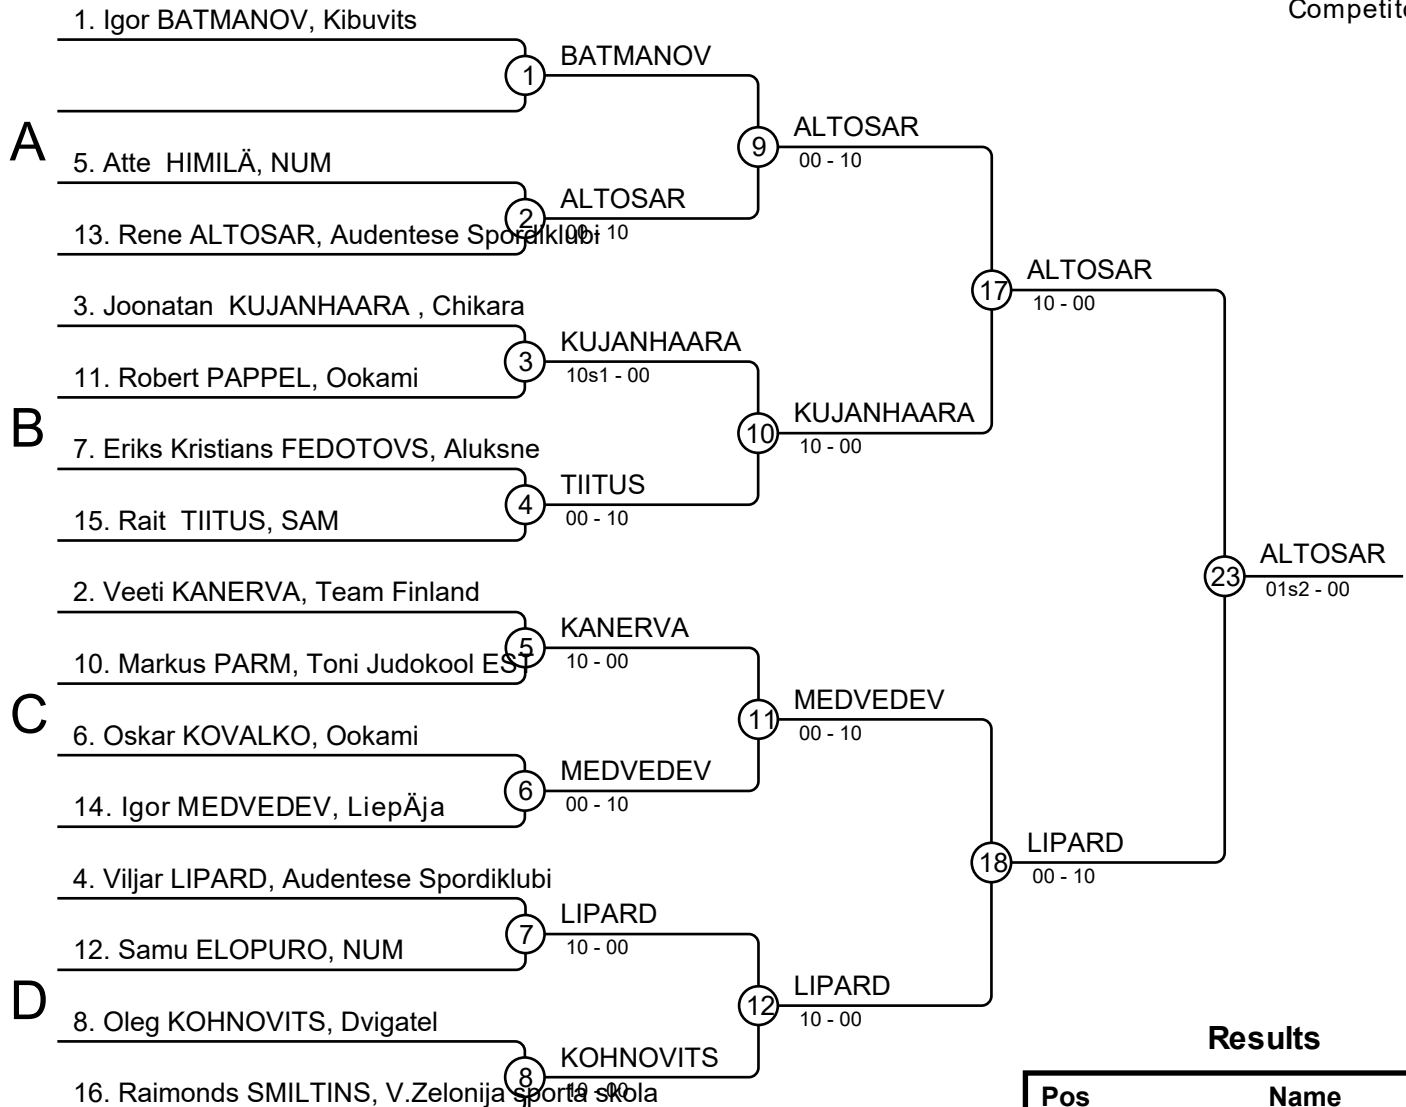 Competito
1. Igor BATMANOV, Kibuvits
1
BATMANOV
A
9
ALTOSAR
00 - 10
5. Atte  HIMILÄ, NUM
2
ALTOSAR
00 - 10
13. Rene ALTOSAR, Audentese Spordiklubi
17
ALTOSAR
10 - 00
3. Joonatan  KUJANHAARA , Chikara
3
KUJANHAARA
10s1 - 00
11. Robert PAPPEL, Ookami
B
10
KUJANHAARA
10 - 00
7. Eriks Kristians FEDOTOVS, Aluksne
4
TIITUS
00 - 10
15. Rait  TIITUS, SAM
23
ALTOSAR
01s2 - 00
2. Veeti KANERVA, Team Finland
5
KANERVA
10 - 00
10. Markus PARM, Toni Judokool EST
C
11
MEDVEDEV
00 - 10
6. Oskar KOVALKO, Ookami
6
MEDVEDEV
00 - 10
14. Igor MEDVEDEV, LiepÄja
18
LIPARD
00 - 10
4. Viljar LIPARD, Audentese Spordiklubi
7
LIPARD
10 - 00
12. Samu ELOPURO, NUM
D
12
LIPARD
10 - 00
8. Oleg KOHNOVITS, Dvigatel
8
KOHNOVITS
10 - 00
16. Raimonds SMILTINS, V.Zelonija sporta skola
Results
Pos Name